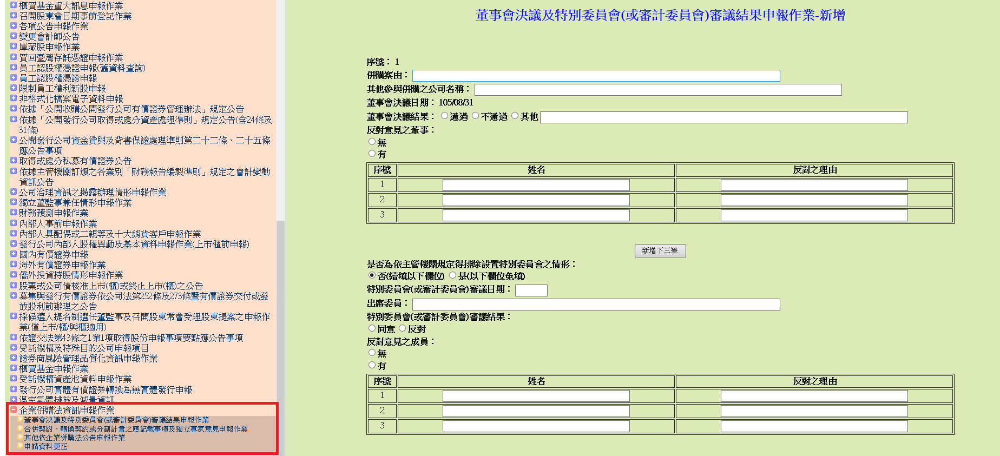 櫃買基金重大訊息申報作業
召開股東會日期事前登記作業
各項公告申報作業
變更會計師公告
庫藏股申報作業
買回臺灣存託憑證申報作業
員工認股權憑證申報(舊資料查詢)
員工認股權憑證申報
限制員工權利新股申報
非格式化檔案電子資料申報
依據「公開收購公開發行公司有價證券管理辦法」規定公告
依據「公開發行公司取得或處分資產處理準則」規定公告(含24條及
31條)
公開發行公司資金貸與及背書保證處理準則第二十二條、二十五條
應公告事項
取得或處分私募有價證券公告
依據主管機關訂頒之各業別「財務報告編製準則」規定之會計變動
資訊公告
公司治理資訊之揭露辦理情形申報作業
獨立董監事兼任情形申報作業
財務預測申報作業
內部人事前申報作業
內部人具配偶或二親等及十大銷貨客戶申報作業
發行公司內部人股權異動及基本資料申報作業(上市櫃前申報)
國內有價證券申報
海外有價證券申報作業
僑外投資持股情形申報作業
股票或公司債核准上市(櫃)或終止上市(櫃)之公告
募集與發行有價證券依公司法第252條及273條暨有價證券交付或發
放股利前辦理之公告
採候選人提名制選任董監事及召開股東常會受理股東提案之申報作
業(僅上市/櫃/興櫃適用)
依證交法第43條之1第1項取得股份申報事項要點應公告事項
受託機構及特殊目的公司申報項目
證券商風險管理品質化資訊申報作業
櫃買基金申報作業
受託機構資產池資料申報作業
發行公司實體有價證券轉換為無實體發行申報
溫室氣體排放及減量資訊
企業併購法資訊申報作業
董事會決議及特別委員會(或審計委員會)審議結果申報作業
合併契約、轉換契約或分割計畫之應記載事項及獨立專家意見申報作業
其他依企業併購法公告申報作業
申請資料更正
董事會決議及特別委員會(或審計委員會)審議結果申報作業-新增
序號： 1
併購案由：
其他參與併購之公司名稱：
董事會決議日期： 105/08/31
董事會決議結果： 通過 不通過 其他
反對意見之董事：
無
有
序號 姓名 反對之理由
1
2
3
新增下三筆
是否為依主管機關規定得排除設置特別委員會之情形：
否(續填以下欄位) 是(以下欄位免填)
特別委員會(或審計委員會)審議日期：
出席委員：
特別委員會(或審計委員會)審議結果：
同意 反對
反對意見之成員：
無
有
序號 姓名 反對之理由
1
2
3